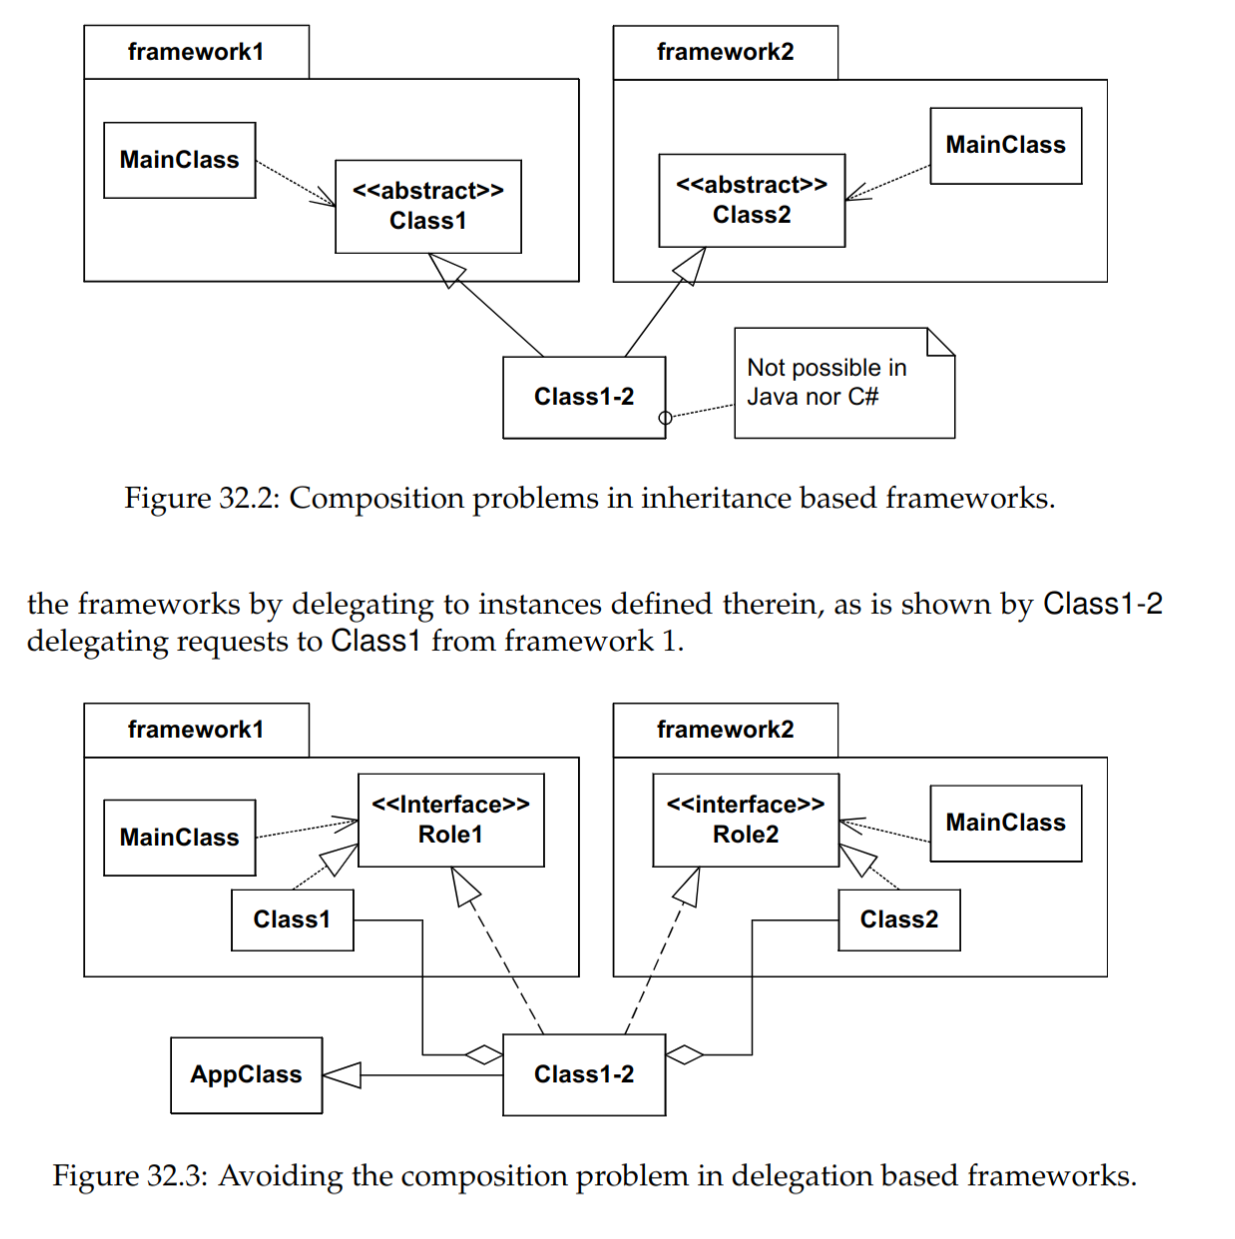 framework1
framework2
MainClass
<<abstract>>
Class1
<<abstract>>
Class2
MainClass
Class1-2
Not possible in
Java nor C#
Figure 32.2: Composition problems in inheritance based frameworks.
the frameworks by delegating to instances defined therein, as is shown by Class1-2
delegating requests to Class1 from framework 1.
framework1
framework2
MainClass
<<Interface>>
Role1
<<interface>>
Role2
MainClass
Class1
Class2
AppClass
Class1-2
Figure 32.3: Avoiding the composition problem in delegation based frameworks.